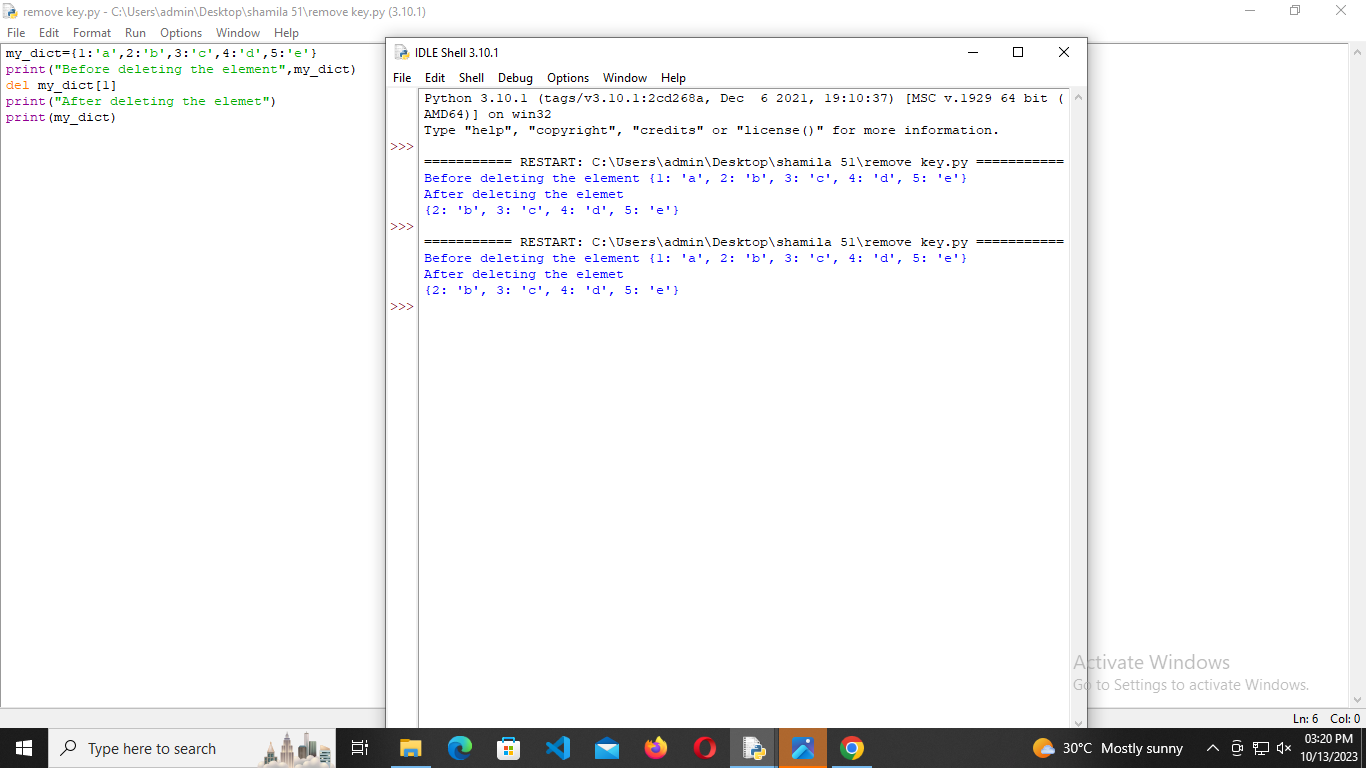 remove key.py - C:\Users\admin\Desktop\shamila 51\remove key.py (3.10.1)
File Edit Format Run Options Window Help
my_dict={1:'a',2:'b',3:'c',4:'d',5:'e'}
print("Before deleting the element",my_dict)
del my_dict[1]
print("After deleting the elemet")
print(my_dict)
IDLE Shell 3.10.1
File Edit Shell Debug Options Window Help
Python 3.10.1 (tags/v3.10.1:2cd268a, Dec  6 2021, 19:10:37) [MSC v.1929 64 bit (
AMD64)] on win32
Type "help", "copyright", "credits" or "license()" for more information.
>>>
=========== RESTART: C:\Users\admin\Desktop\shamila 51\remove key.py ===========
Before deleting the element {1: 'a', 2: 'b', 3: 'c', 4: 'd', 5: 'e'}
After deleting the elemet
{2: 'b', 3: 'c', 4: 'd', 5: 'e'}
>>>
=========== RESTART: C:\Users\admin\Desktop\shamila 51\remove key.py ===========
Before deleting the element {1: 'a', 2: 'b', 3: 'c', 4: 'd', 5: 'e'}
After deleting the elemet
{2: 'b', 3: 'c', 4: 'd', 5: 'e'}
>>>
Activate Windows
Go to Settings to activate Windows.
Ln: 6 Col: 0
Type here to search
30°C Mostly sunny
03:20 PM
10/13/2023